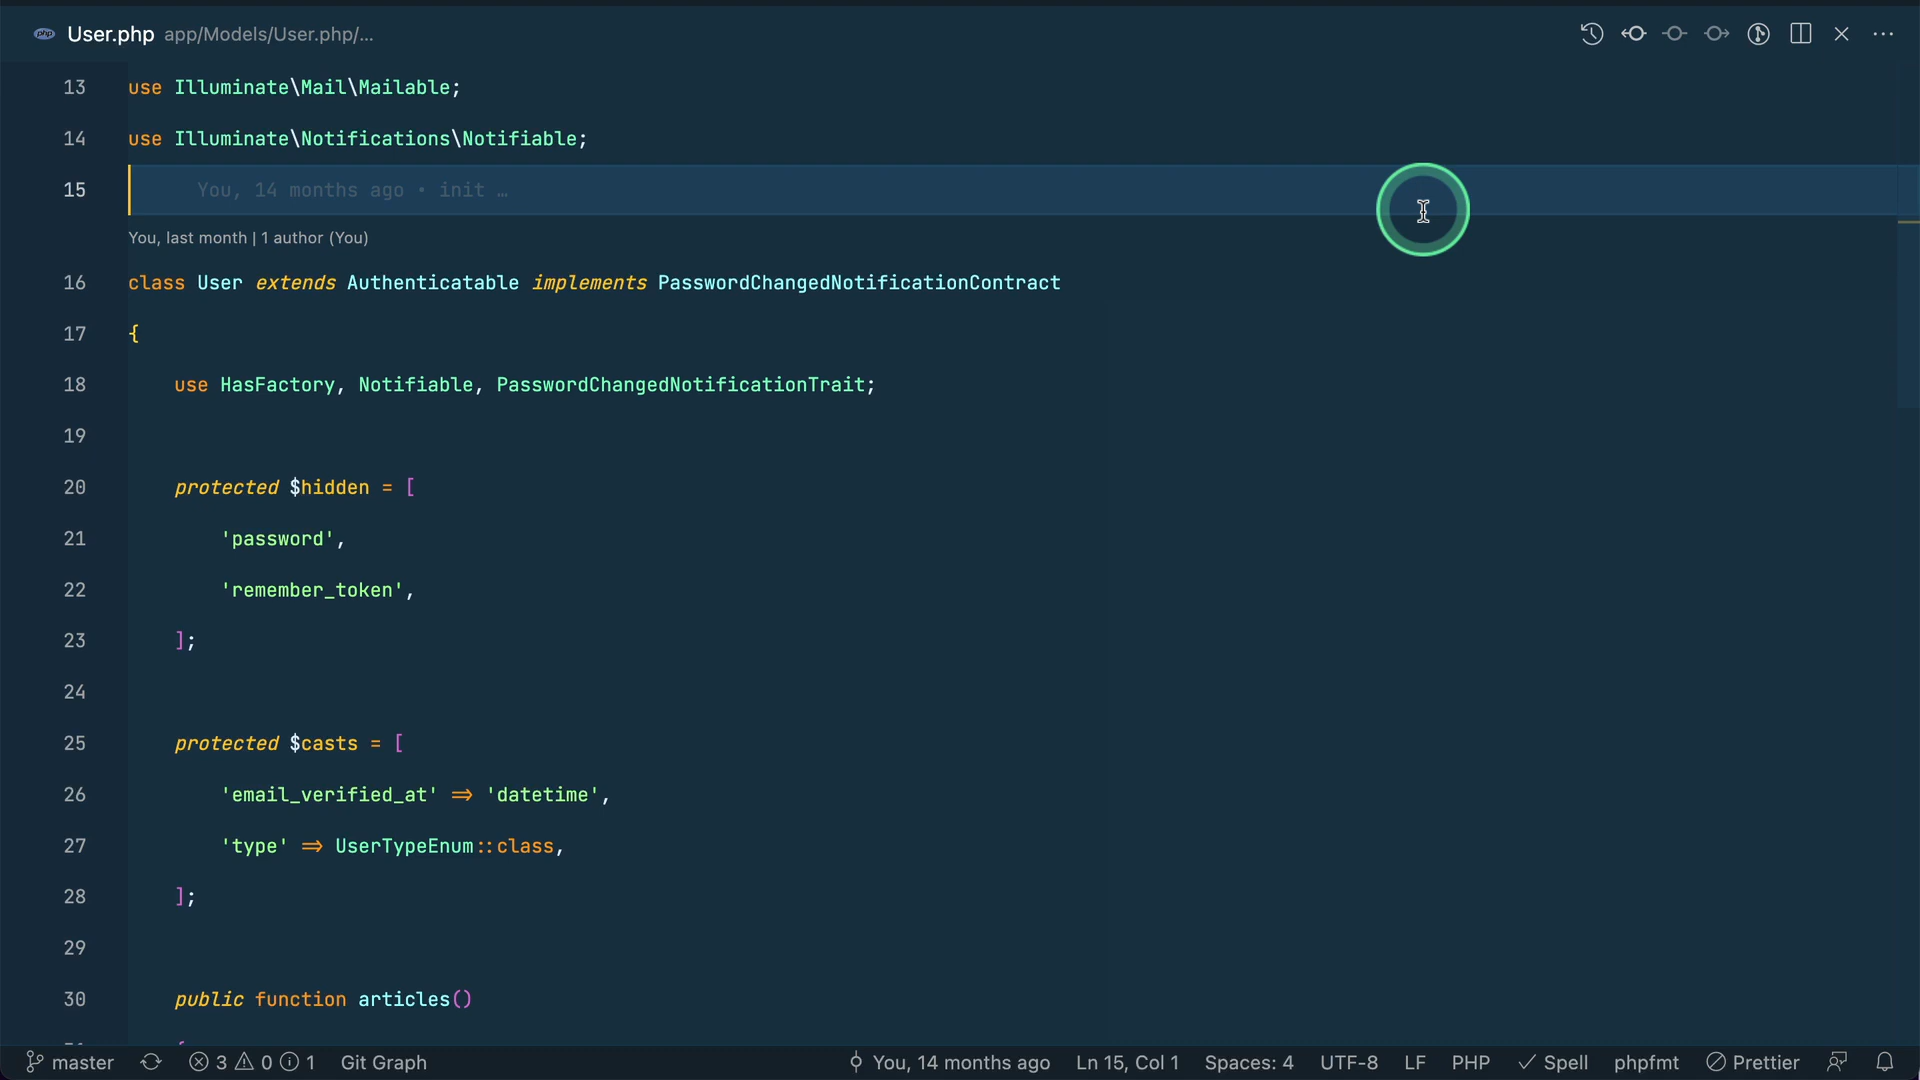 php User.php app/Models/User.php/...
13 use Illuminate\Mail\Mailable;
14 use Illuminate\Notifications\Notifiable;
15 You, 14 months ago • init …
You, last month | 1 author (You)
16 class User extends Authenticatable implements PasswordChangedNotificationContract
17 {
18 use HasFactory, Notifiable, PasswordChangedNotificationTrait;
19
20 protected $hidden = [
21 'password',
22 'remember_token',
23 ];
24
25 protected $casts = [
26 'email_verified_at' => 'datetime',
27 'type' => UserTypeEnum::class,
28 ];
29
30 public function articles()
master 3 0 1 Git Graph You, 14 months ago Ln 15, Col 1 Spaces: 4 UTF-8 LF PHP Spell phpfmt Prettier